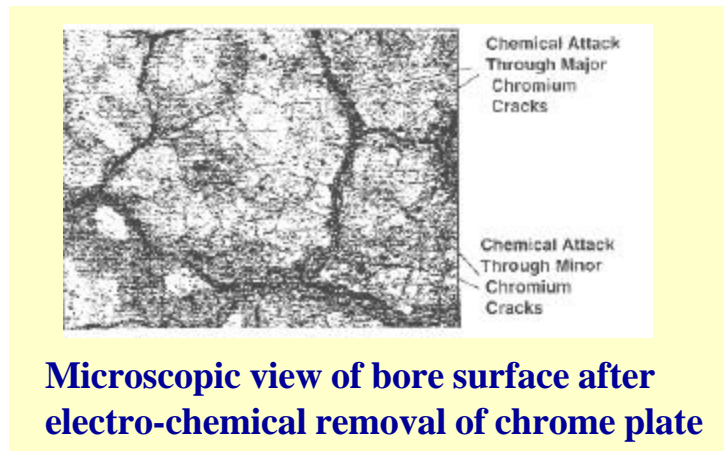 Chemical Attack
Through Major
Chromium
Cracks
Chemical Attack
Through Minor
Chromium
Cracks
Microscopic view of bore surface after
electro-chemical removal of chrome plate